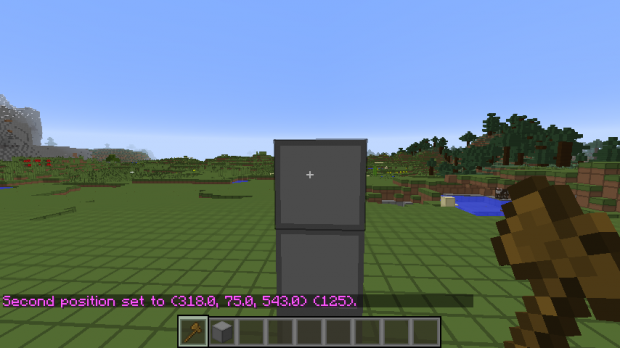 Second position set to (318.0, 75.0, 543.0) (125).